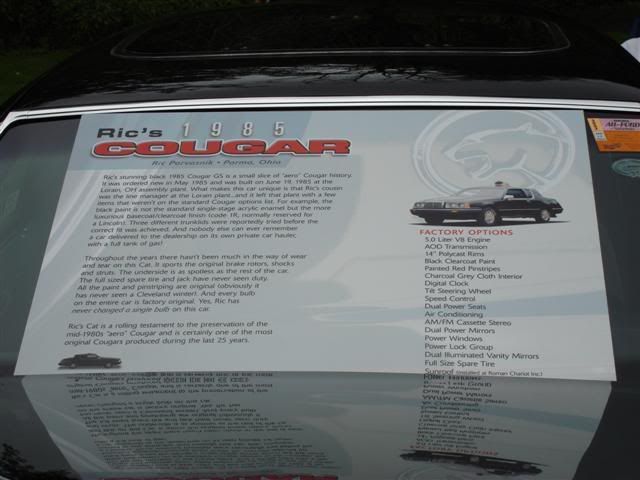 Ric's 1985
COUGAR
Ric Parvosnik • Parma, Ohio
Ric's stunning black 1985 Cougar GS is a small slice of "aero" Cougar history.
It was ordered new in May 1985 and was built on June 19, 1985 at the
Lorain, OH assembly plant. What makes this car unique is that Ric's cousin
was the line manager at the Lorain plant...and it left that plant with a few
items that weren't on the standard Cougar options list. For example, the
black paint is not the standard single-stage acrylic enamel but the more
luxurious basecoat/clearcoat finish (code 1R, normally reserved for
a Lincoln). Three different trunklids were reportedly tried before the
correct fit was achieved. And nobody else can ever remember
a car delivered to the dealership on its own private car hauler,
with a full tank of gas!
Throughout the years there hasn't been much in the way of wear
and tear on this Cat. It sports the original brake rotors, shocks
and struts. The underside is as spotless as the rest of the car.
The full sized spare tire and jack have never seen duty.
All the paint and pinstriping are original (obviously it
has never seen a Cleveland winter). And every bulb
on the entire car is factory original. Yes, Ric has
never changed a single bulb on this car.
Ric's Cat is a rolling testament to the preservation of the
mid-1980s "aero" Cougar and is certainly one of the most
original Cougars produced during the last 25 years.
FACTORY OPTIONS
5.0 Liter V8 Engine
AOD Transmission
14" Polycast Rims
Black Clearcoat Paint
Painted Red Pinstripes
Charcoal Grey Cloth Interior
Digital Clock
Tilt Steering Wheel
Speed Control
Dual Power Seats
Air Conditioning
AM/FM Cassette Stereo
Dual Power Mirrors
Power Windows
Power Lock Group
Dual Illuminated Vanity Mirrors
Full Size Spare Tire
Sunroof (installed at Roman Chariot Inc.)
All-FORD